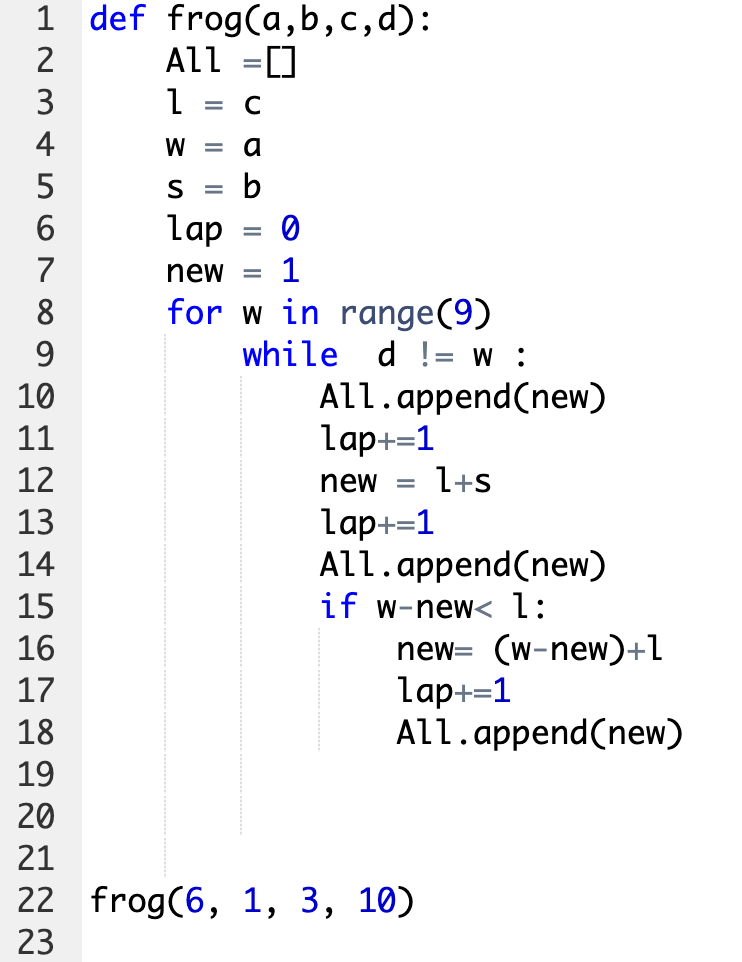 1 def frog(a,b,c,d):
2     All =[]
3     l = c
4     w = a
5     s = b
6     lap = 0
7     new = 1
8     for w in range(9)
9         while  d != w :
10             All.append(new)
11             lap+=1
12             new = l+s
13             lap+=1
14             All.append(new)
15             if w-new< l:
16                 new= (w-new)+l
17                 lap+=1
18                 All.append(new)
19
20
21
22 frog(6, 1, 3, 10)
23